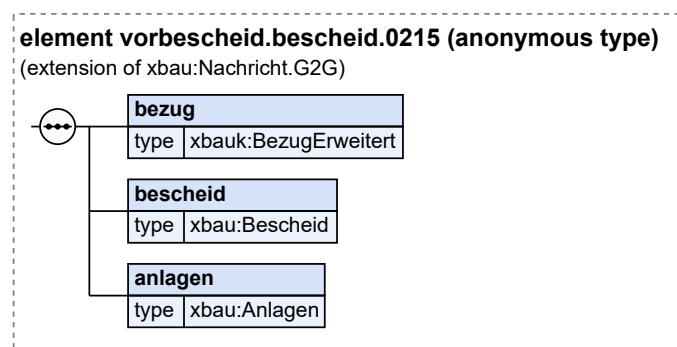 element vorbescheid.bescheid.0215 (anonymous type)
(extension of xbau:Nachricht.G2G)
bezug
type xbauk:BezugErweitert
bescheid
type xbau:Bescheid
anlagen
type xbau:Anlagen